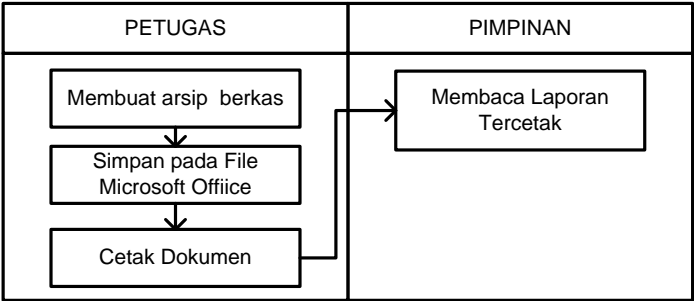 PETUGAS
PIMPINAN
Membuat arsip berkas
Simpan pada File
Microsoft Offiice
Cetak Dokumen
Membaca Laporan
Tercetak